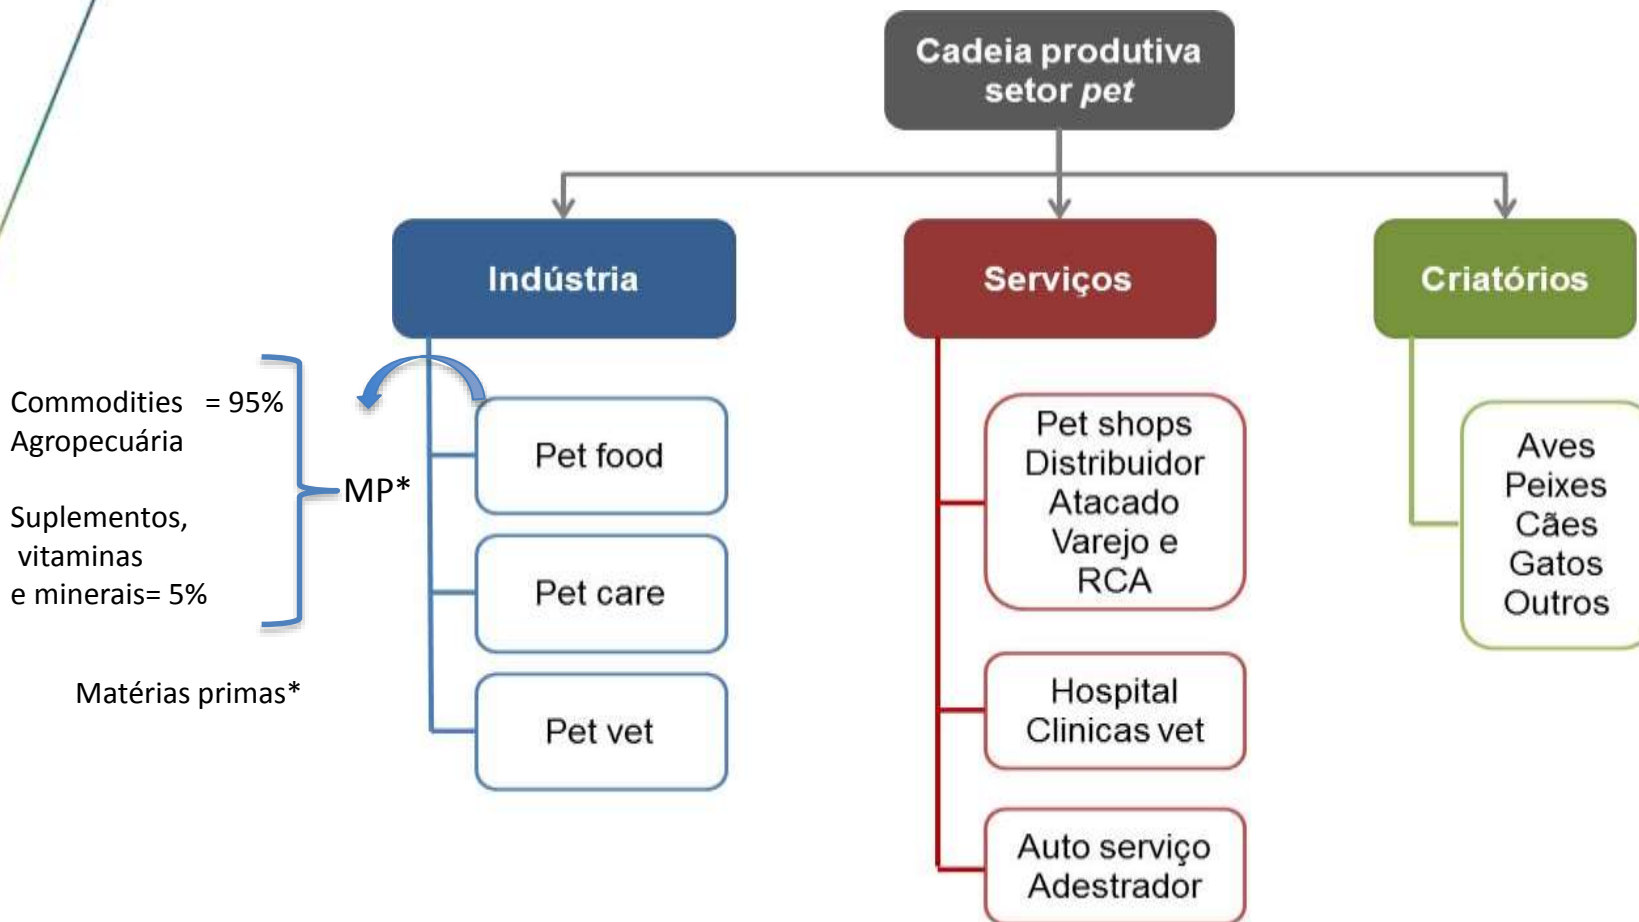 Cadeia produtiva
setor pet
Indústria
Serviços
Criatórios
Commodities = 95%
Agropecuária
Suplementos,
vitaminas
e minerais= 5%
MP*
Matérias primas*
Pet food
Pet care
Pet vet
Pet shops
Distribuidor
Atacado
Varejo e
RCA
Hospital
Clinicas vet
Auto serviço
Adestrador
Aves
Peixes
Cães
Gatos
Outros